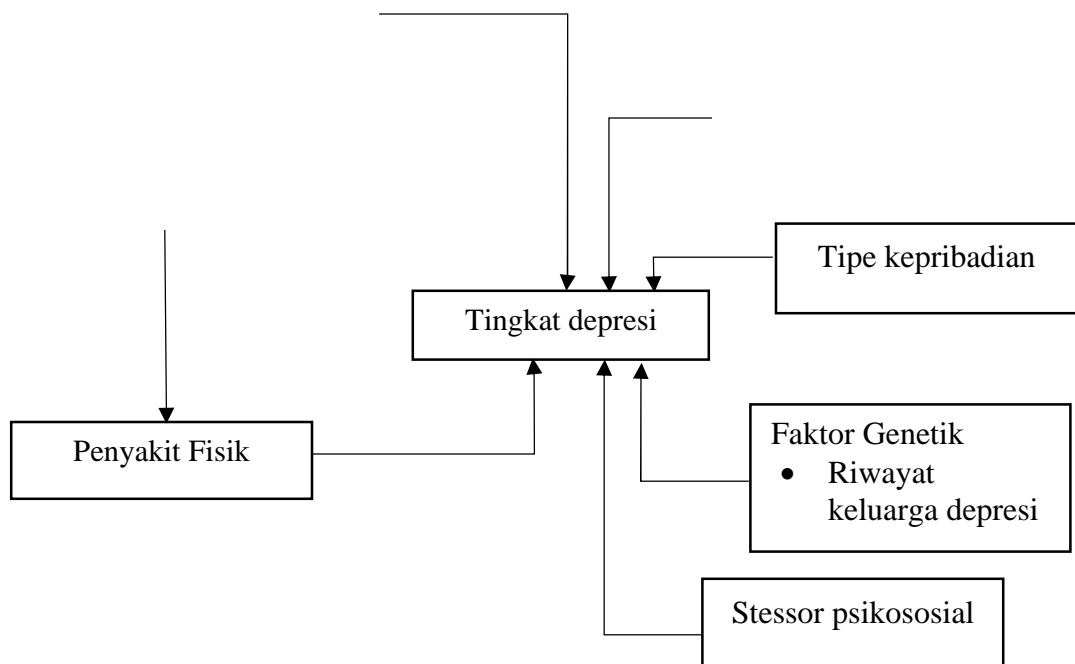 Tipe kepribadian
Tingkat depresi
Penyakit Fisik
Faktor Genetik
• Riwayat
keluarga depresi
Stessor psikososial